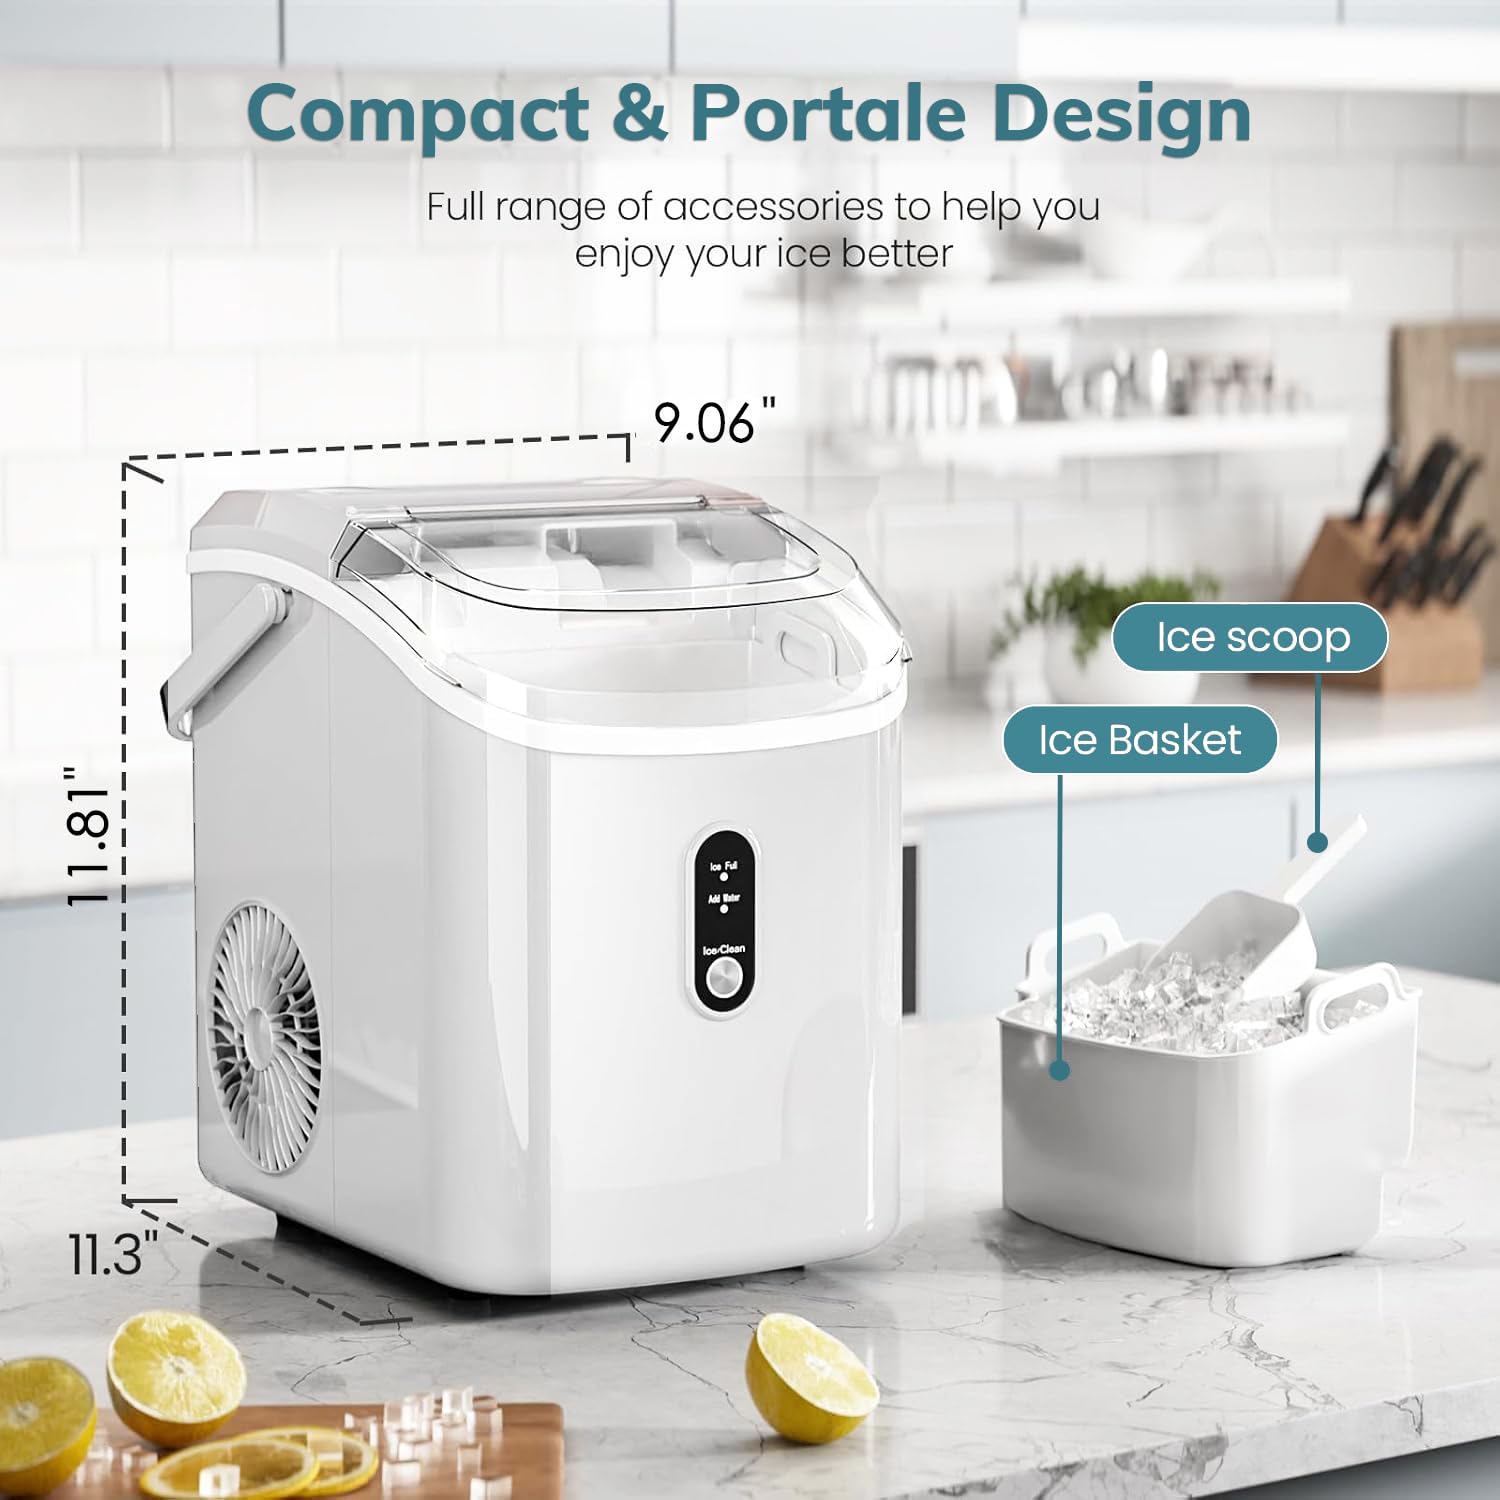 Compact & Portale Design
Full range of accessories to help you
enjoy your ice better
9.06"
Ice scoop
Ice Basket
11.81"
Ice Full
Add Water
Ice/Clean
11.3"